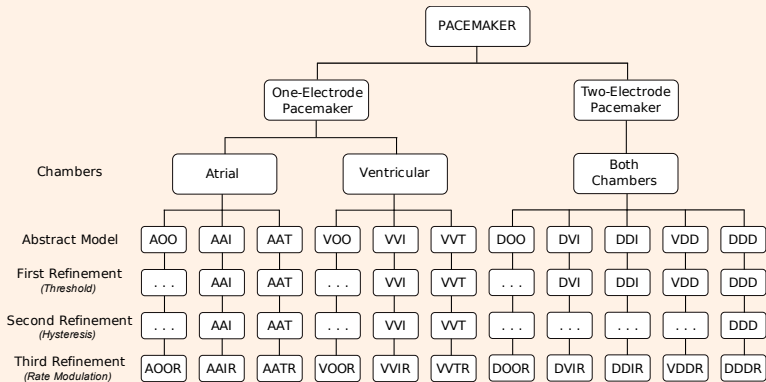 PACEMAKER
One-Electrode
Pacemaker
Two-Electrode
Pacemaker
Chambers
Atrial
Ventricular
Both
Chambers
Abstract Model AOO AAI AAT VOO VVI VVT DOO DVI DDI VDD DDD
First Refinement
(Threshold)
. . . AAI AAT . . . VVI VVT . . . DVI DDI VDD DDD
Second Refinement
(Hysteresis)
. . . AAI AAT . . . VVI VVT . . . . . . . . . . . . DDD
Third Refinement
(Rate Modulation)
AOOR AAIR AATR VOOR VVIR VVTR DOOR DVIR DDIR VDDR DDDR